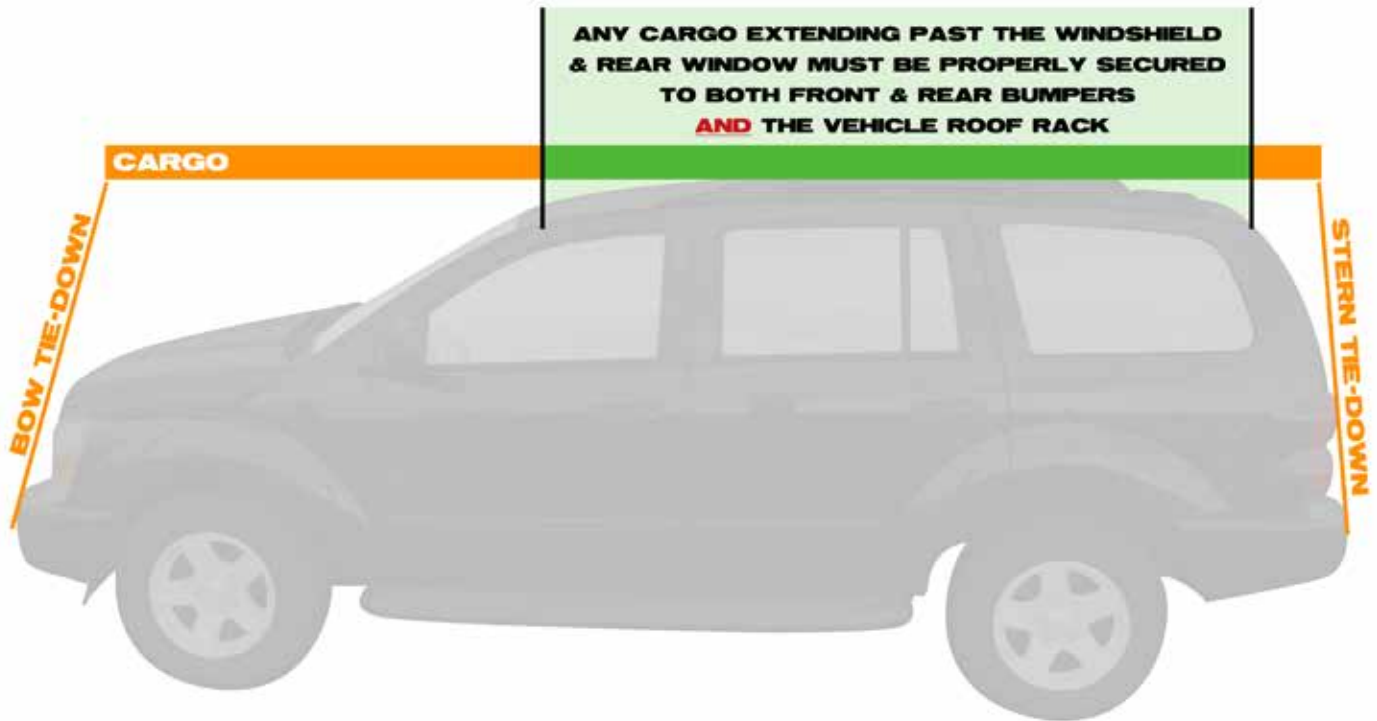 ANY CARGO EXTENDING PAST THE WINDSHIELD
& REAR WINDOW MUST BE PROPERLY SECURED
TO BOTH FRONT & REAR BUMPERS
AND THE VEHICLE ROOF RACK
CARGO
BOW TIE-DOWN
STERN TIE-DOWN